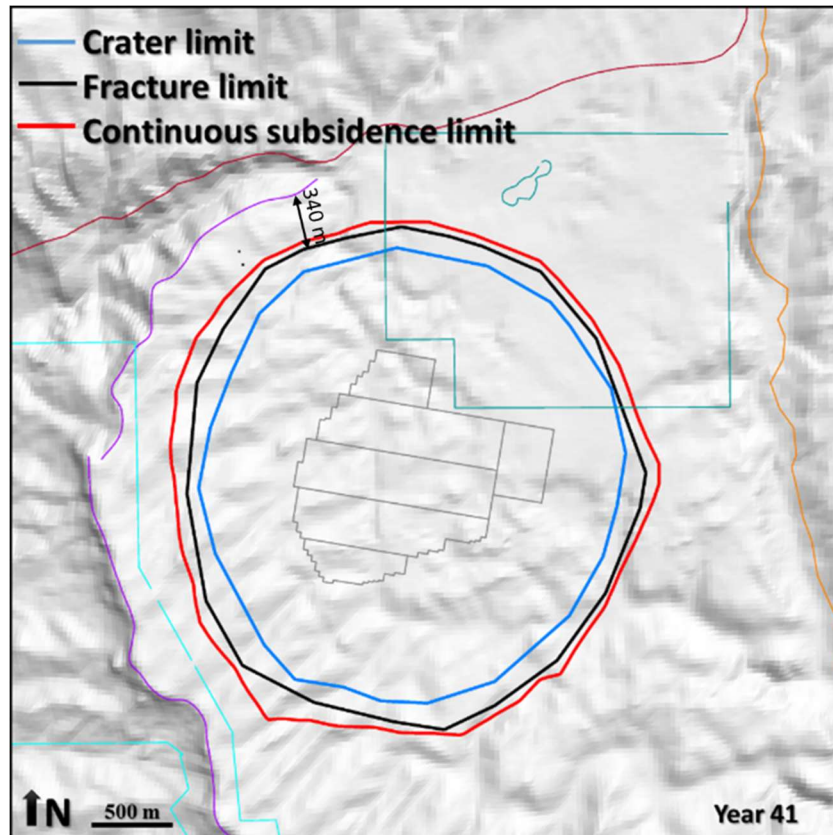 Crater limit
Fracture limit
Continuous subsidence limit
340 m
N
500 m
Year 41